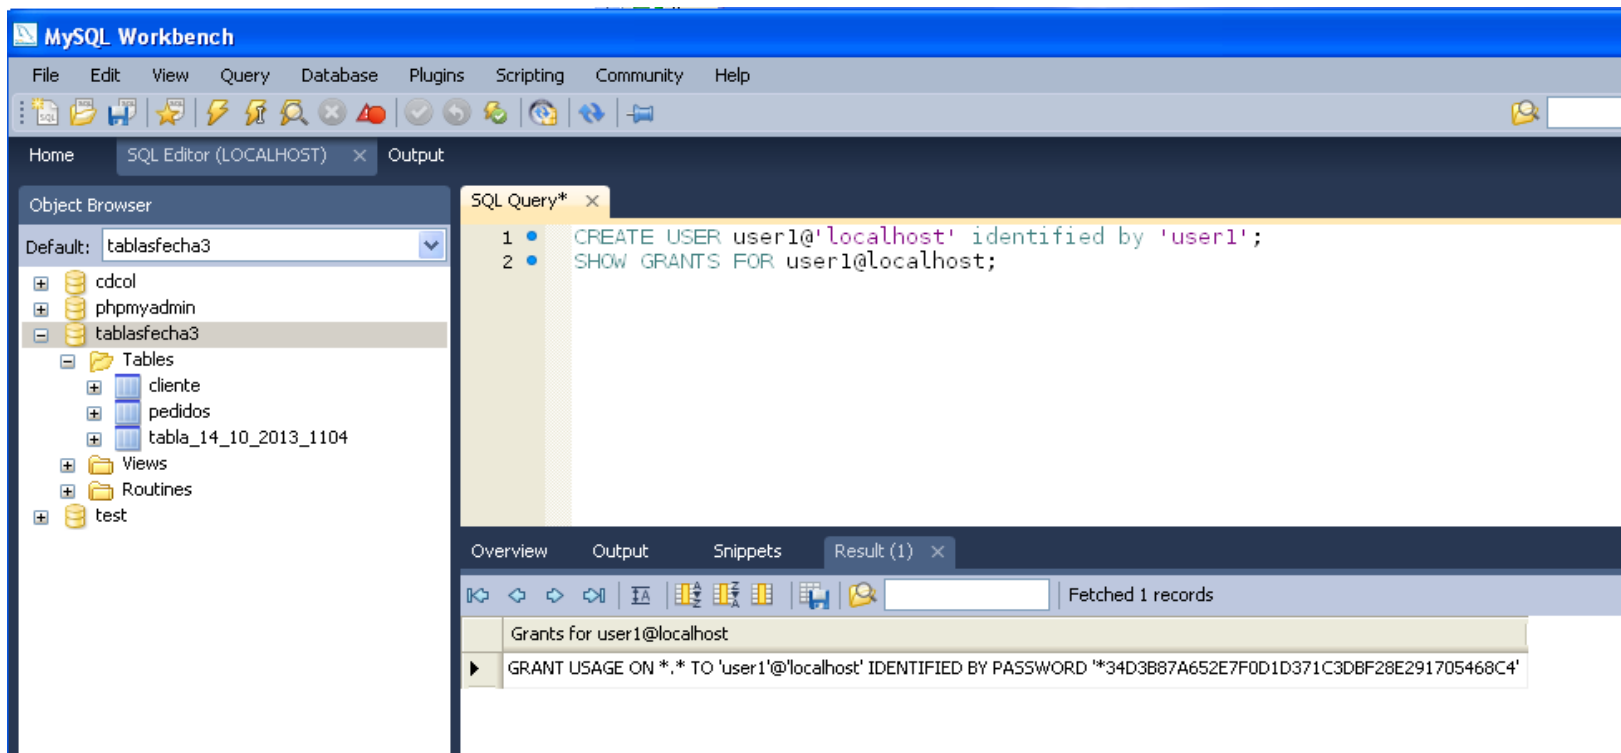 MySQL Workbench
File Edit View Query Database Plugins Scripting Community Help
Home SQL Editor (LOCALHOST) Output
Object Browser
SQL Query*
Default: tablasfecha3
1 CREATE USER user1@'localhost' identified by 'user1';
2 SHOW GRANTS FOR user1@localhost;
cdcol
phpmyadmin
tablasfecha3
Tables
cliente
pedidos
tabla_14_10_2013_1104
Views
Routines
test
Overview Output Snippets Result (1)
Fetched 1 records
Grants for user1@localhost
GRANT USAGE ON *.* TO 'user1'@'localhost' IDENTIFIED BY PASSWORD '*34D3B87A652E7F0D1D371C3DBF28E291705468C4'